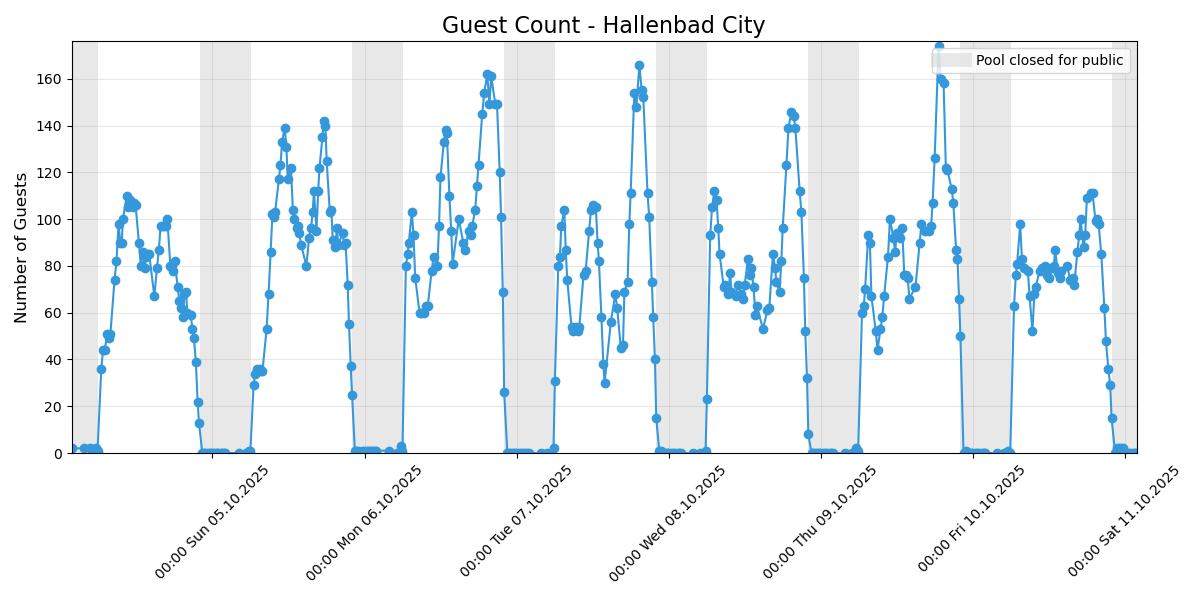 Guest Count - Hallenbad City
Pool closed for public
Number of Guests
160
140
120
100
80
60
40
20
0
00:00 Sun 05.10.2025
00:00 Mon 06.10.2025
00:00 Tue 07.10.2025
00:00 Wed 08.10.2025
00:00 Thu 09.10.2025
00:00 Fri 10.10.2025
00:00 Sat 11.10.2025